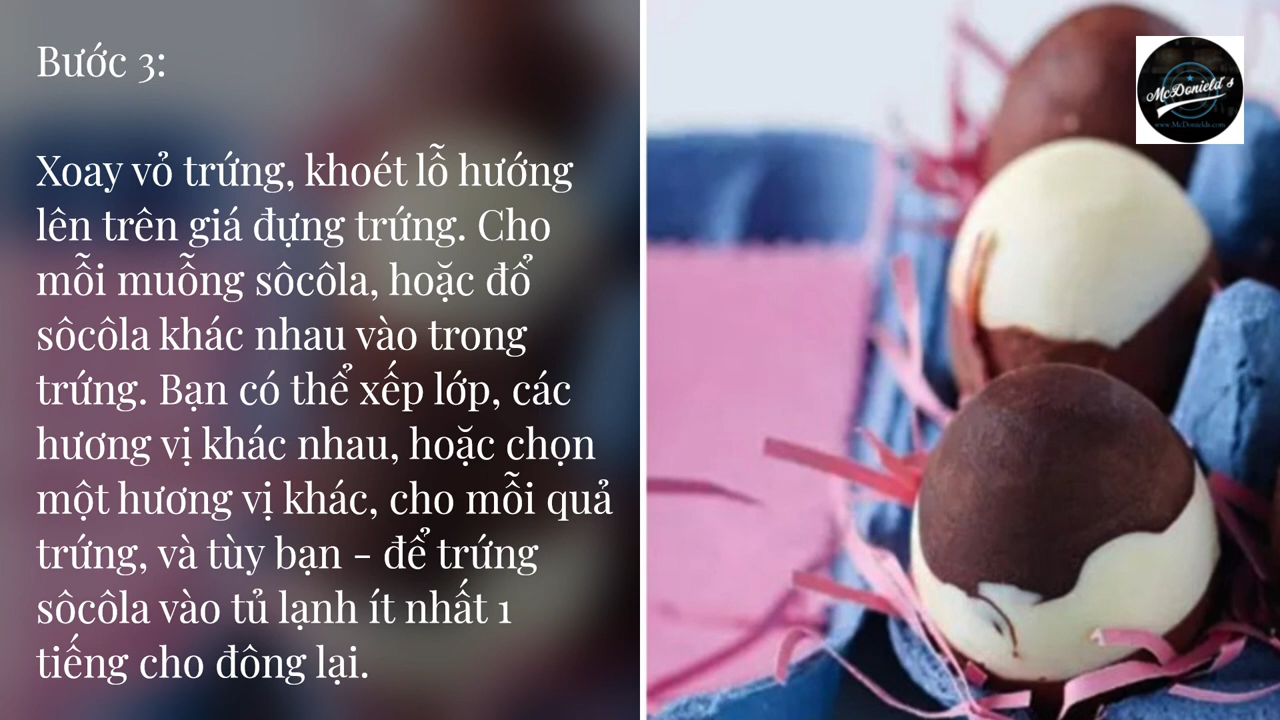 Bước 3:
Xoay vỏ trứng, khoét lỗ hướng
lên trên giá đựng trứng. Cho
mỗi muỗng sôcôla, hoặc đổ
sôcôla khác nhau vào trong
trứng. Bạn có thể xếp lớp, các
hương vị khác nhau, hoặc chọn
một hương vị khác, cho mỗi quả
trứng, và tùy bạn - để trứng
sôcôla vào tủ lạnh ít nhất 1
tiếng cho đông lại.
McDonield's
www.McDonields.com